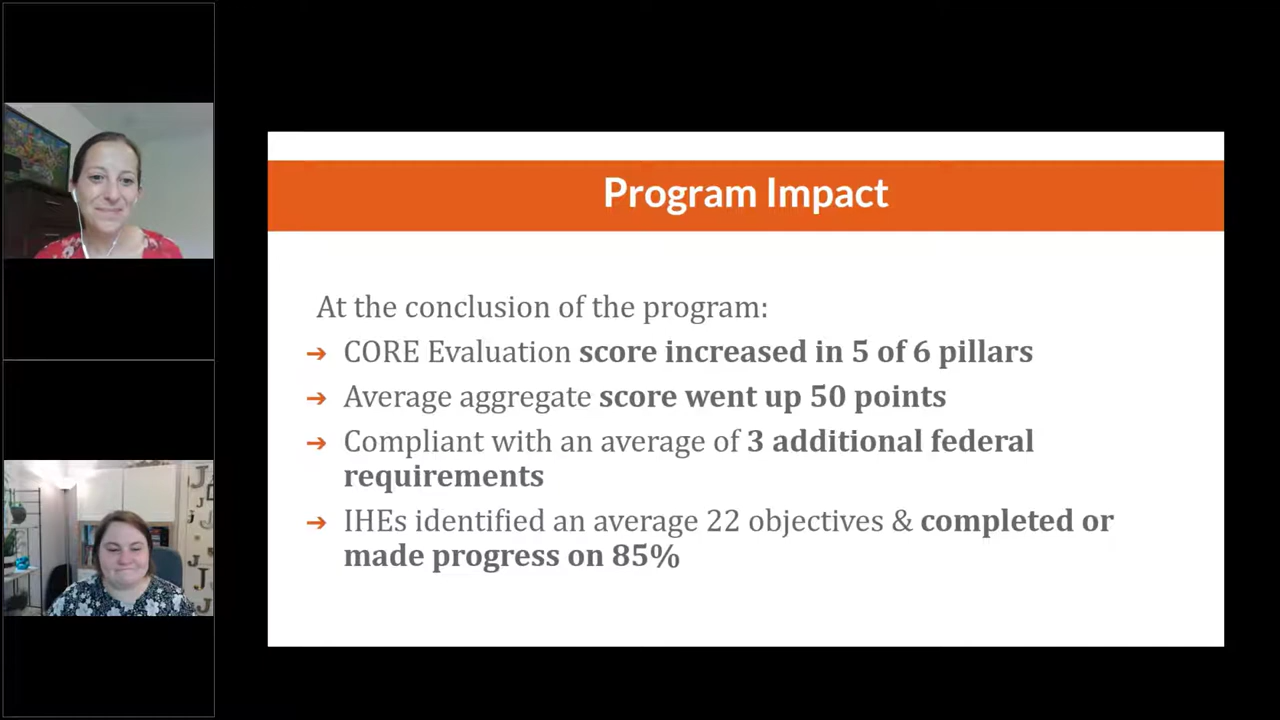 Program Impact
At the conclusion of the program:
➔ CORE Evaluation score increased in 5 of 6 pillars
➔ Average aggregate score went up 50 points
➔ Compliant with an average of 3 additional federal
requirements
➔ IHEs identified an average 22 objectives & completed or
made progress on 85%